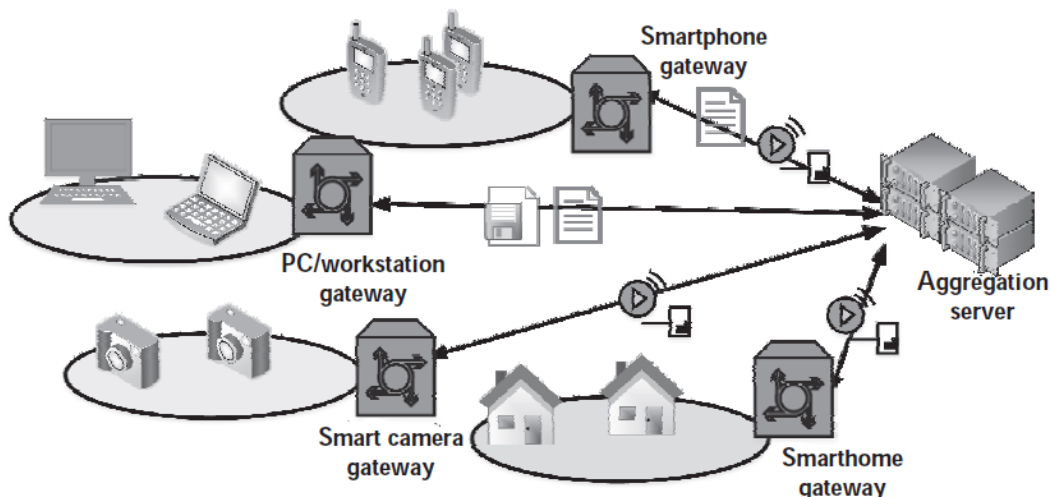 Smartphone
gateway
PC/workstation
gateway
Aggregation
server
Smart camera
gateway
Smarthome
gateway